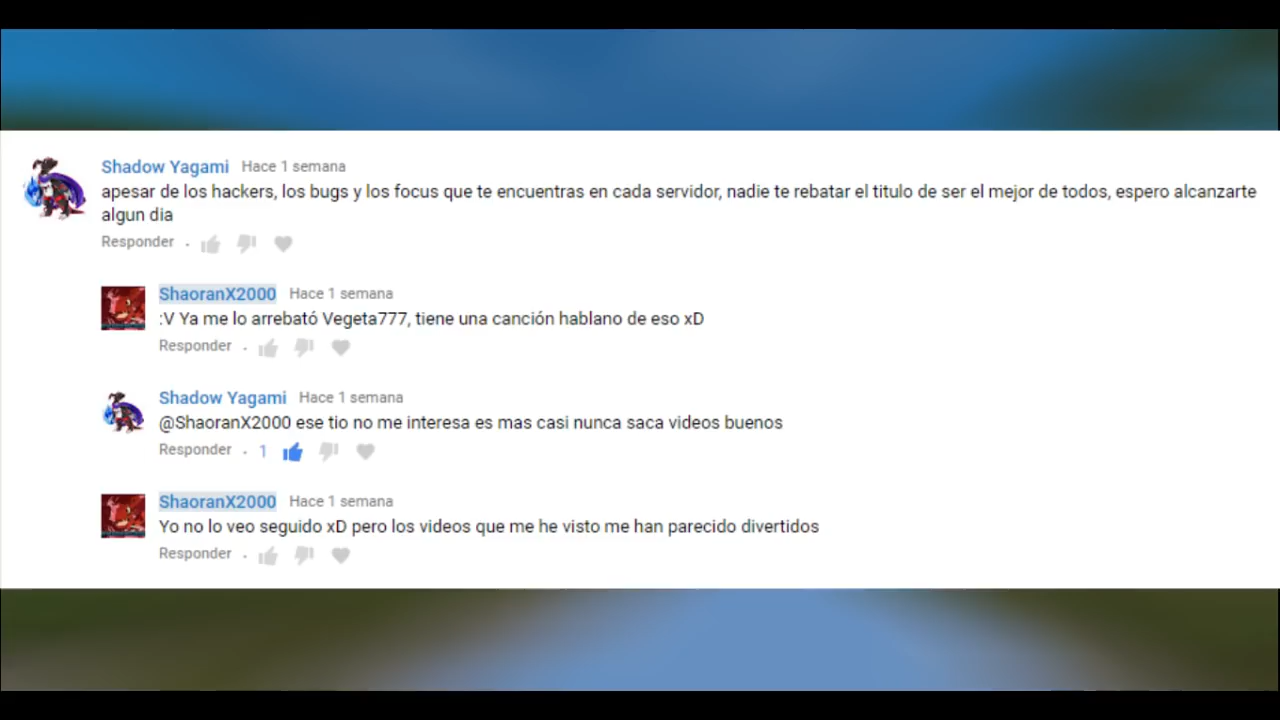 Shadow Yagami Hace 1 semana
apesar de los hackers, los bugs y los focus que te encuentras en cada servidor, nadie te rebatar el titulo de ser el mejor de todos, espero alcanzarte
algun dia
Responder .
ShaoranX2000 Hace 1 semana
:V Ya me lo arrebató Vegeta777, tiene una canción hablano de eso xD
Responder .
Shadow Yagami Hace 1 semana
@ShaoranX2000 ese tio no me interesa es mas casi nunca saca videos buenos
Responder . 1
ShaoranX2000 Hace 1 semana
Yo no lo veo seguido xD pero los videos que me he visto me han parecido divertidos
Responder .